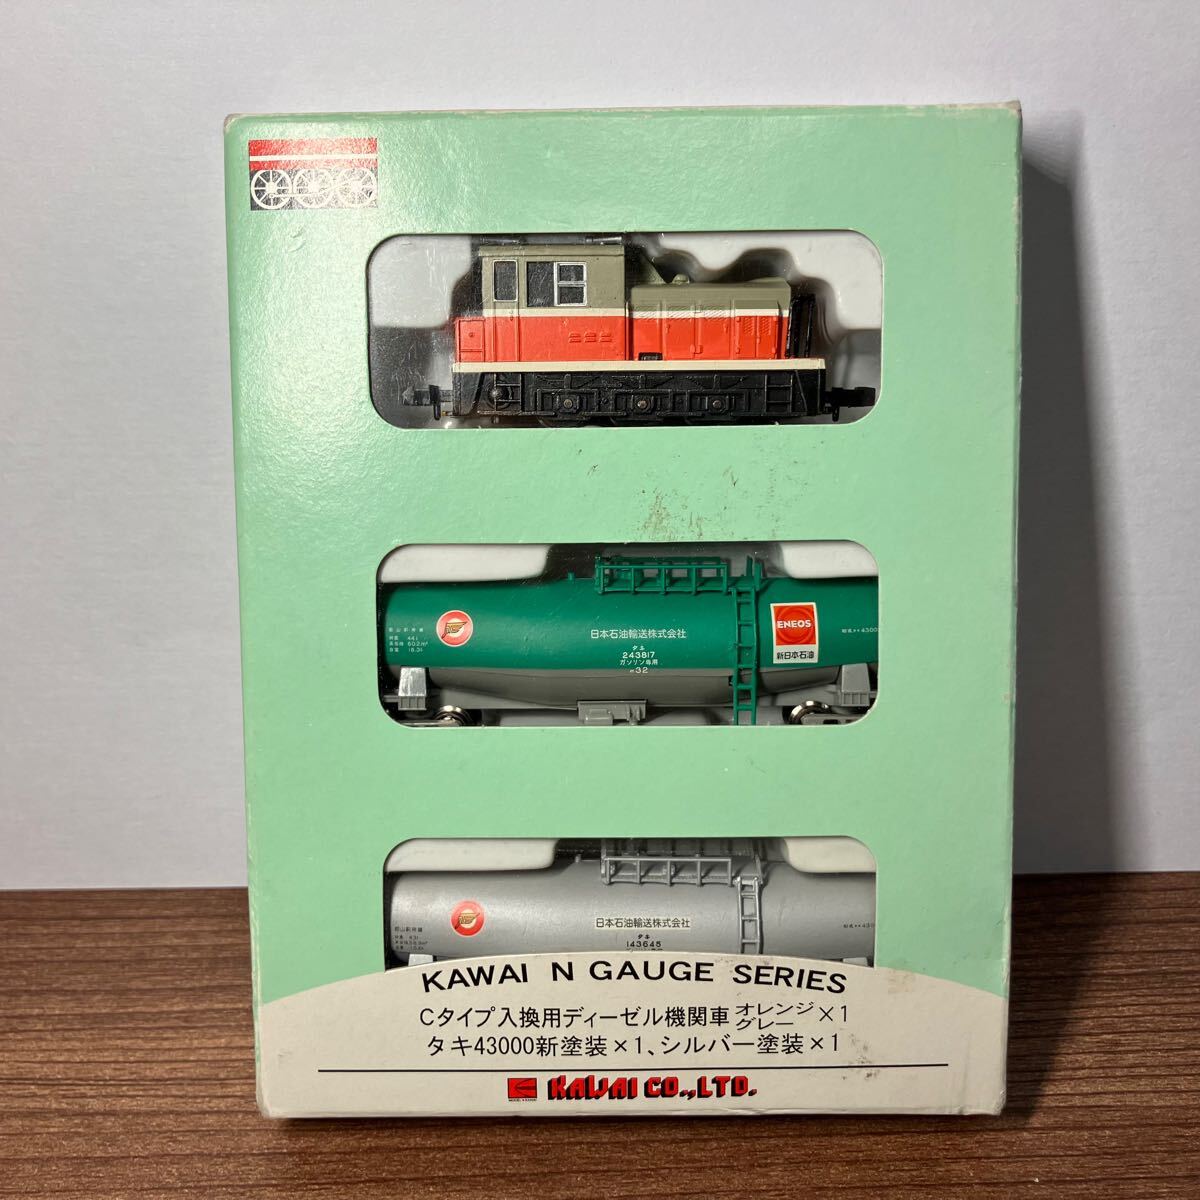 日本石油輸送株式会社
タキ
243817
ガソリン専用
ENEOS
新日本石油
日本石油輸送株式会社
タキ
143645
KAWAI N GAUGE SERIES
Cタイプ入換用ディーゼル機関車 オレンジ グレー ×1
タキ43000新塗装×1、シルバー塗装×1
KAWAI CO.,LTD.